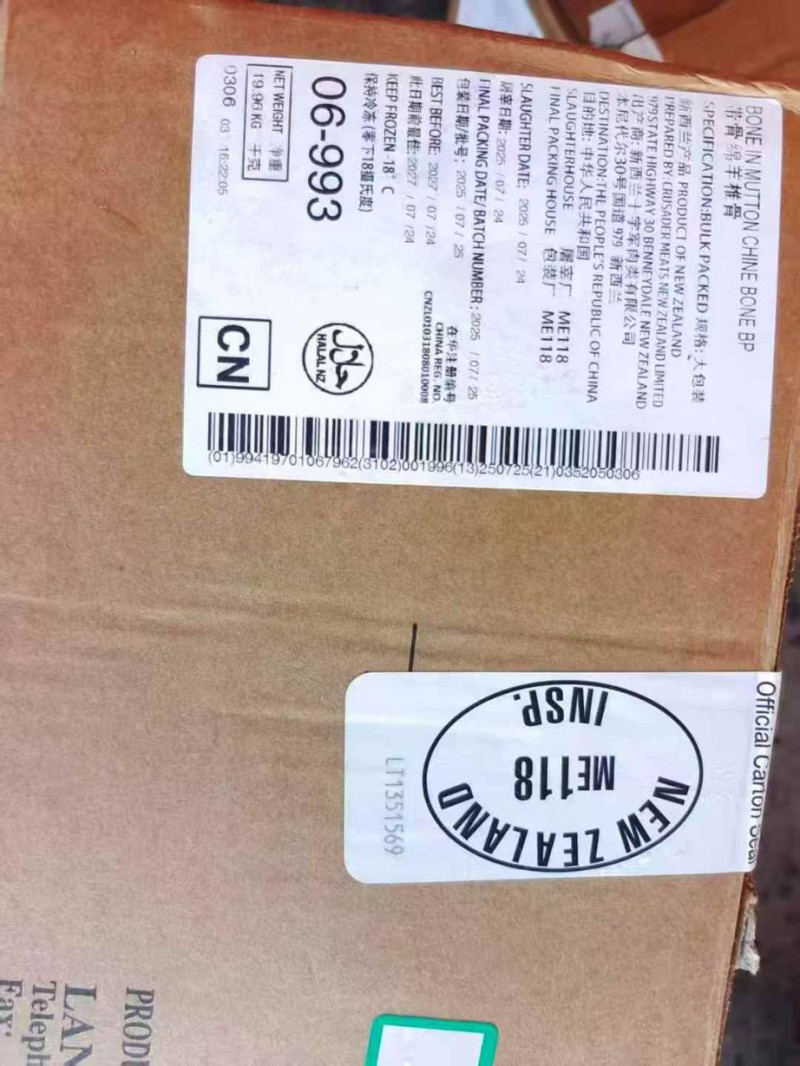 BONE IN MUTTON CHINE BONE BP
带骨绵羊椎骨
SPECIFICATION:BULK PACKED 规格:大包装
新西兰产品 PRODUCT OF NEW ZEALAND
PREPARED BY:CRUSADER MEATS NEW ZEALAND LIMITED
979STATE HIGHWAY 30 BENNEYDALE NEW ZEALAND
生产商: 新西兰十字军肉类有限公司
本尼代尔30号国道 979 新西兰
DESTINATION:THE PEOPLE'S REPUBLIC OF CHINA
目的地: 中华人民共和国
SLAUGHTERHOUSE 屠宰厂 ME118
FINAL PACKING HOUSE 包装厂 ME118
SLAUGHTER DATE: 2025 / 07 / 24
屠宰日期: 2025 / 07 / 24
FINAL PACKING DATE/BATCH NUMBER: 2025 / 07 / 25
包装日期/批号: 2025 / 07 / 25
在华注册编号
CHINA REG. NO.
CNZL01031808010008
BEST BEFORE: 2027 / 07 / 24
此日期前最佳: 2027 / 07 / 24
KEEP FROZEN -18° C
保持冷冻 (零下18摄氏度)
06-993
حلال
HALAL NZ
NET WEIGHT 净重
19.96 KG 千克
CN
0306 03 16:22:05
(01)99419701067962(3102)001996(13)250725(21)0352050306
Official Carton Seal
NEW ZEALAND
ME118
INSP.
LT1351569
PRODU
LAN
Teleph
Fax: